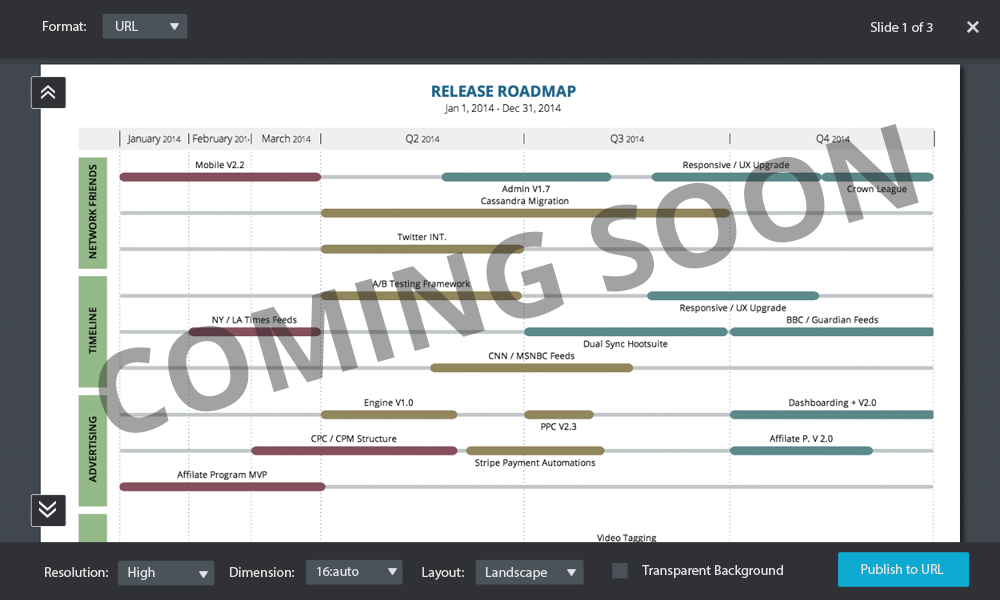 Format: URL Slide 1 of 3
RELEASE ROADMAP
Jan 1, 2014 - Dec 31, 2014
January 2014 February 201 March 2014 Q2 2014 Q3 2014 Q4 2014
NETWORK FRIENDS
Mobile V2.2 Responsive / UX Upgrade
Admin V1.7 Crown League
Cassandra Migration
Twitter INT.
TIMELINE
A/B Testing Framework
Responsive / UX Upgrade
NY / LA Times Feeds BBC / Guardian Feeds
Dual Sync Hootsuite
CNN / MSNBC Feeds
ADVERTISING
Engine V1.0 Dashboarding + V2.0
PPC V2.3
CPC / CPM Structure Affiliate P. V 2.0
Stripe Payment Automations
Affiliate Program MVP
Video Tagging
COMING SOON
Resolution: High Dimension: 16:auto Layout: Landscape Transparent Background Publish to URL